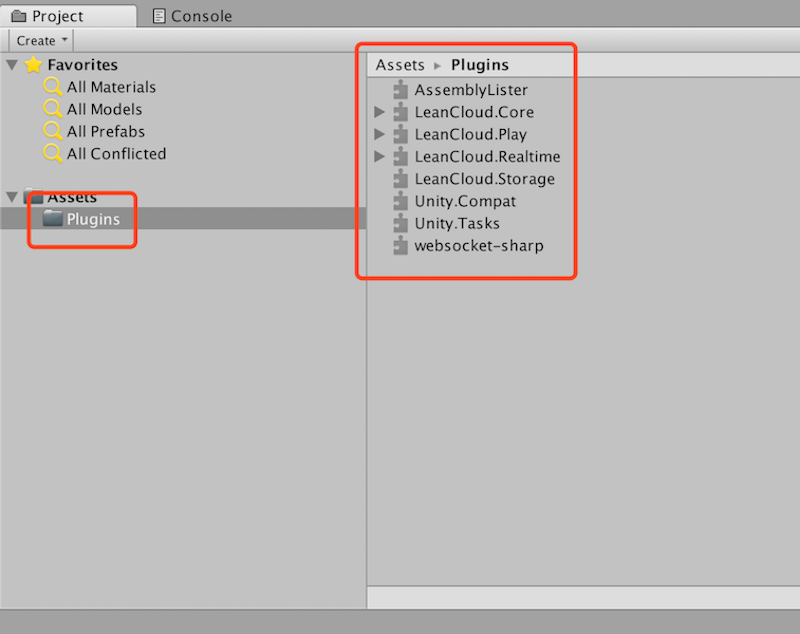 Project
Console
Create
Favorites
All Materials
All Models
All Prefabs
All Conflicted
Assets
Plugins
Assets ▸ Plugins
AssemblyLister
LeanCloud.Core
LeanCloud.Play
LeanCloud.Realtime
LeanCloud.Storage
Unity.Compat
Unity.Tasks
websocket-sharp